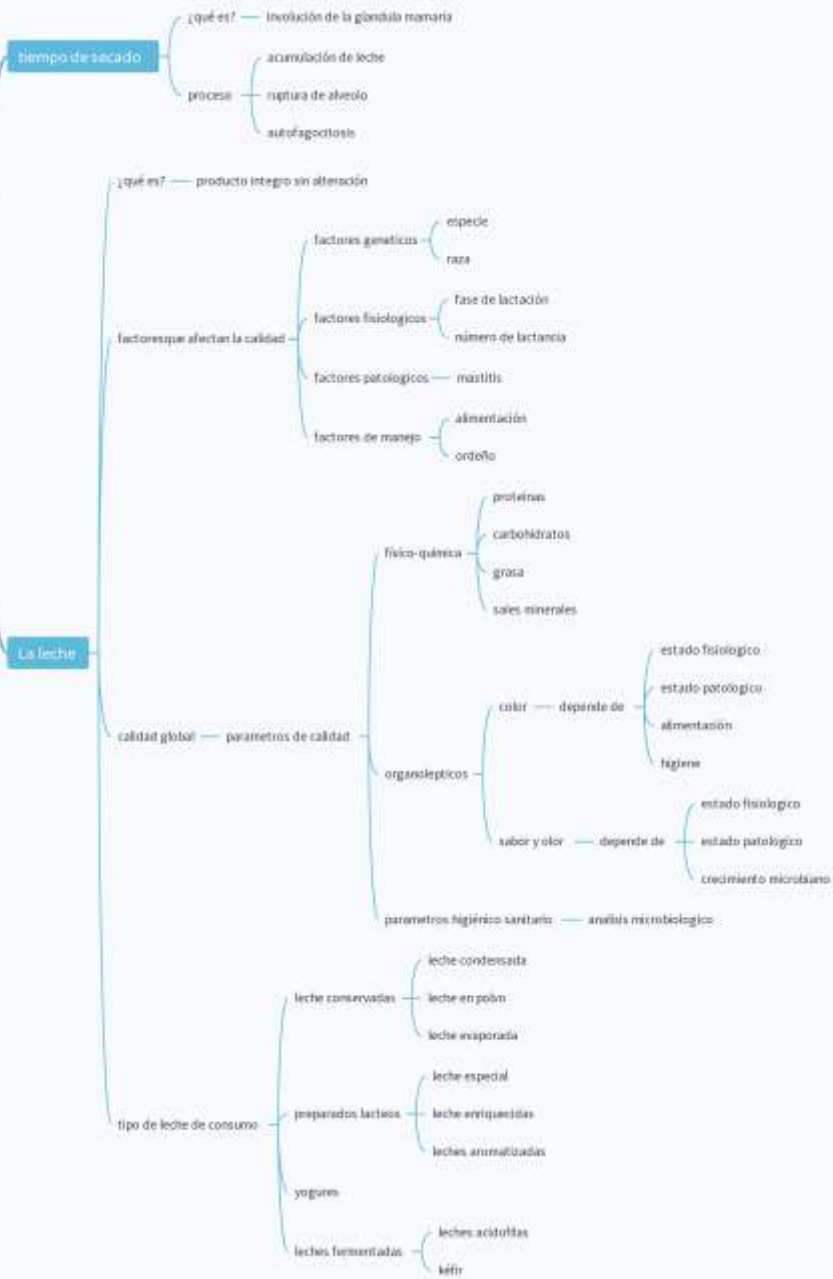 ¿qué es?
involución de la glandula mamaria
tiempo de secado
acumulación de leche
proceso
ruptura de alveolo
autofagocitosis
¿qué es?
producto integro sin alteración
especie
factores geneticos
raza
fase de lactación
factores fisiologicos
número de lactancia
factoresque afectan la calidad
factores patologicos
mastitis
alimentación
factores de manejo
ordeño
proteinas
carbohidratos
físico-química
grasa
sales minerales
La leche
estado fisiologico
estado patologico
color
depende de
alimentación
higiene
calidad global
parametros de calidad
organolepticos
estado fisiologico
sabor y olor
depende de
estado patologico
crecimiento microbiano
parametros higiénico sanitario
analisis microbiologico
leche condensada
leche conservadas
leche en polvo
leche evaporada
leche especial
preparados lacteos
leche enriquecidas
tipo de leche de consumo
leches aromatizadas
yogures
leches acidofilas
leches fermentadas
kéfir